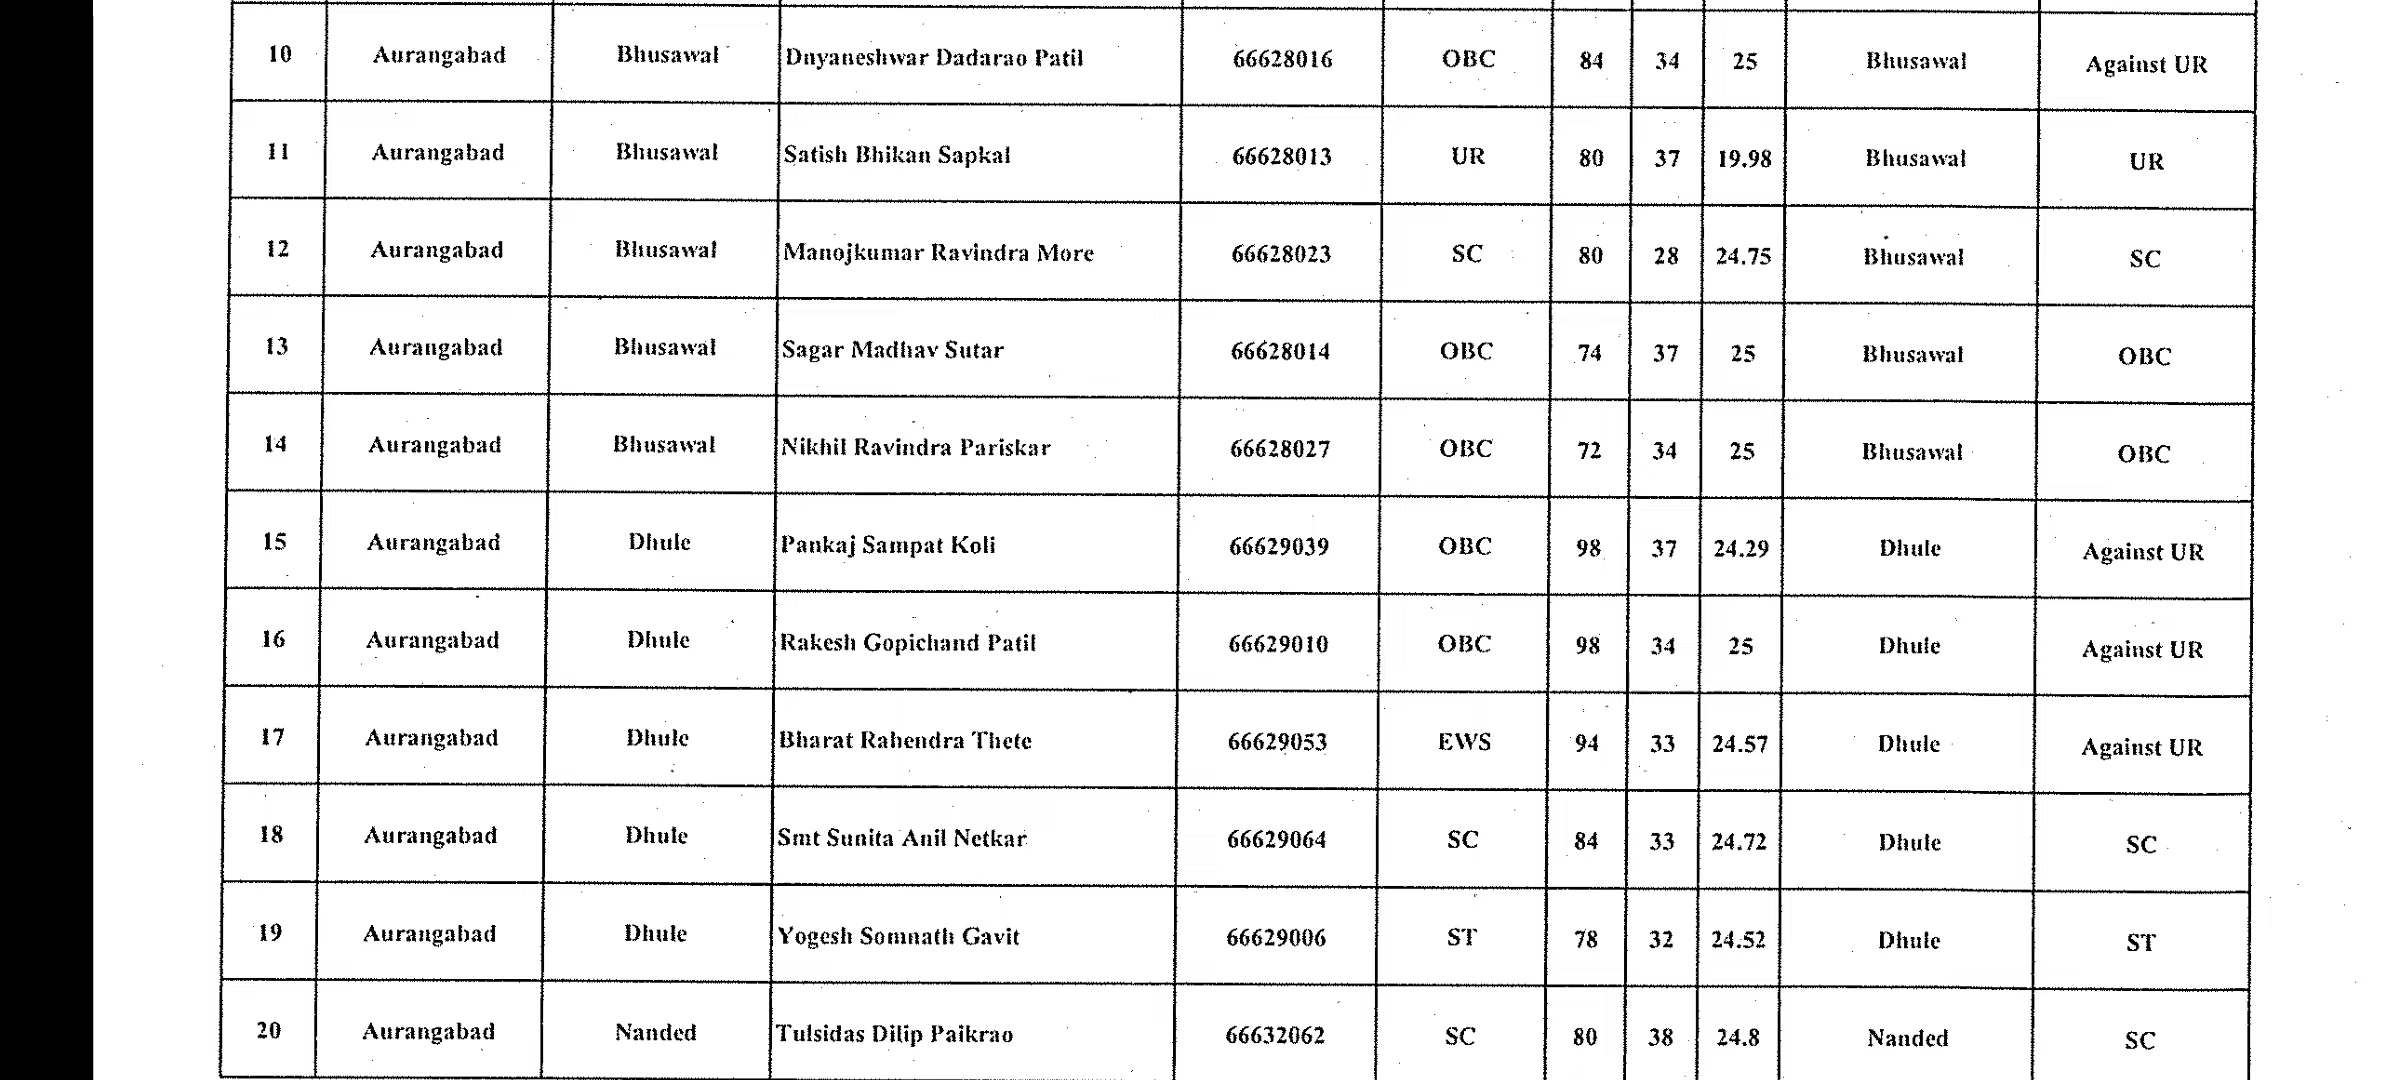 10 Aurangabad Bhusawal Dnyaneshwar Dadarao Patil 66628016 OBC 84 34 25 Bhusawal Against UR
11 Aurangabad Bhusawal Satish Bhikan Sapkal 66628013 UR 80 37 19.98 Bhusawal UR
12 Aurangabad Bhusawal Manojkumar Ravindra More 66628023 SC 80 28 24.75 Bhusawal SC
13 Aurangabad Bhusawal Sagar Madhav Sutar 66628014 OBC 74 37 25 Bhusawal OBC
14 Aurangabad Bhusawal Nikhil Ravindra Pariskar 66628027 OBC 72 34 25 Bhusawal OBC
15 Aurangabad Dhule Pankaj Sampat Koli 66629039 OBC 98 37 24.29 Dhule Against UR
16 Aurangabad Dhule Rakesh Gopichand Patil 66629010 OBC 98 34 25 Dhule Against UR
17 Aurangabad Dhule Bharat Rahendra Thete 66629053 EWS 94 33 24.57 Dhule Against UR
18 Aurangabad Dhule Smt Sunita Anil Netkar 66629064 SC 84 33 24.72 Dhule SC
19 Aurangabad Dhule Yogesh Somnath Gavit 66629006 ST 78 32 24.52 Dhule ST
20 Aurangabad Nanded Tulsidas Dilip Paikrao 66632062 SC 80 38 24.8 Nanded SC